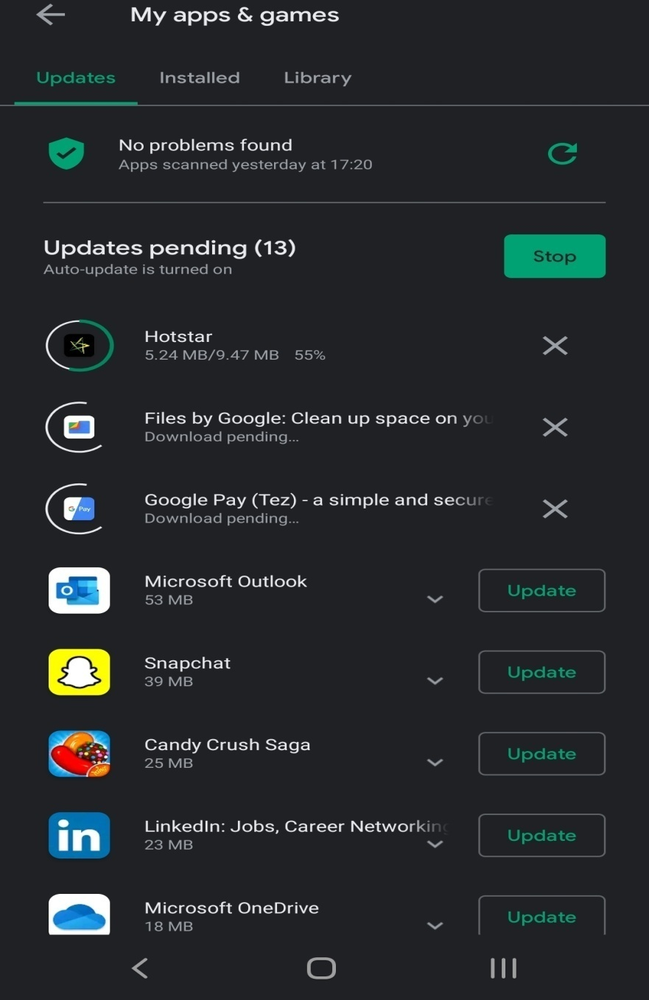 My apps & games
Updates Installed Library
No problems found
Apps scanned yesterday at 17:20
Updates pending (13)
Auto-update is turned on
Stop
Hotstar
5.24 MB/9.47 MB 55%
Files by Google: Clean up space on you
Download pending...
G Pay
Google Pay (Tez) - a simple and secure
Download pending...
Microsoft Outlook
53 MB
Update
Snapchat
39 MB
Update
Candy Crush Saga
25 MB
Update
in
LinkedIn: Jobs, Career Networking
23 MB
Update
Microsoft OneDrive
18 MB
Update